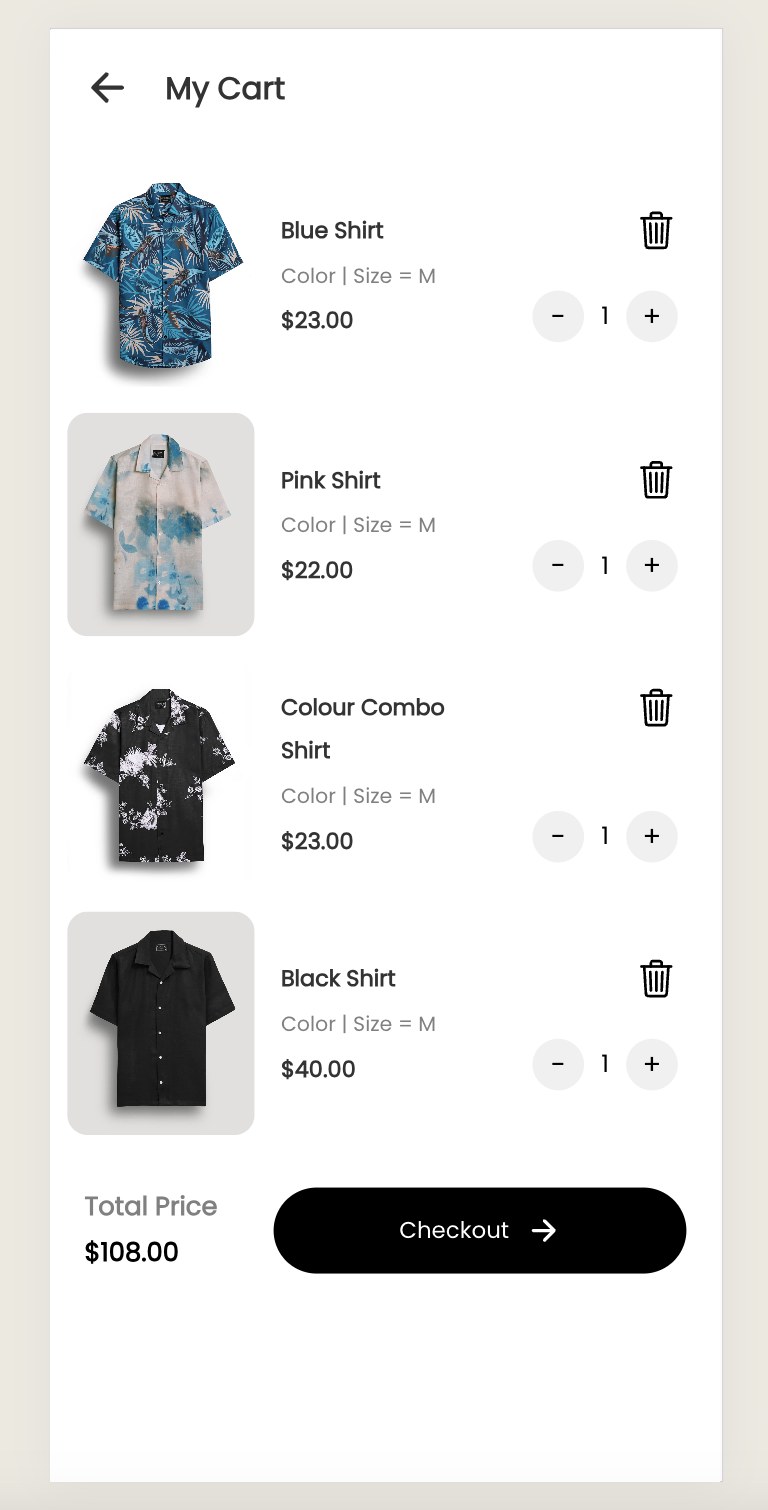 My Cart
Blue Shirt
Color | Size = M
$23.00
- 1 +
Pink Shirt
Color | Size = M
$22.00
- 1 +
Colour Combo
Shirt
Color | Size = M
$23.00
- 1 +
Black Shirt
Color | Size = M
$40.00
- 1 +
Total Price
$108.00
Checkout